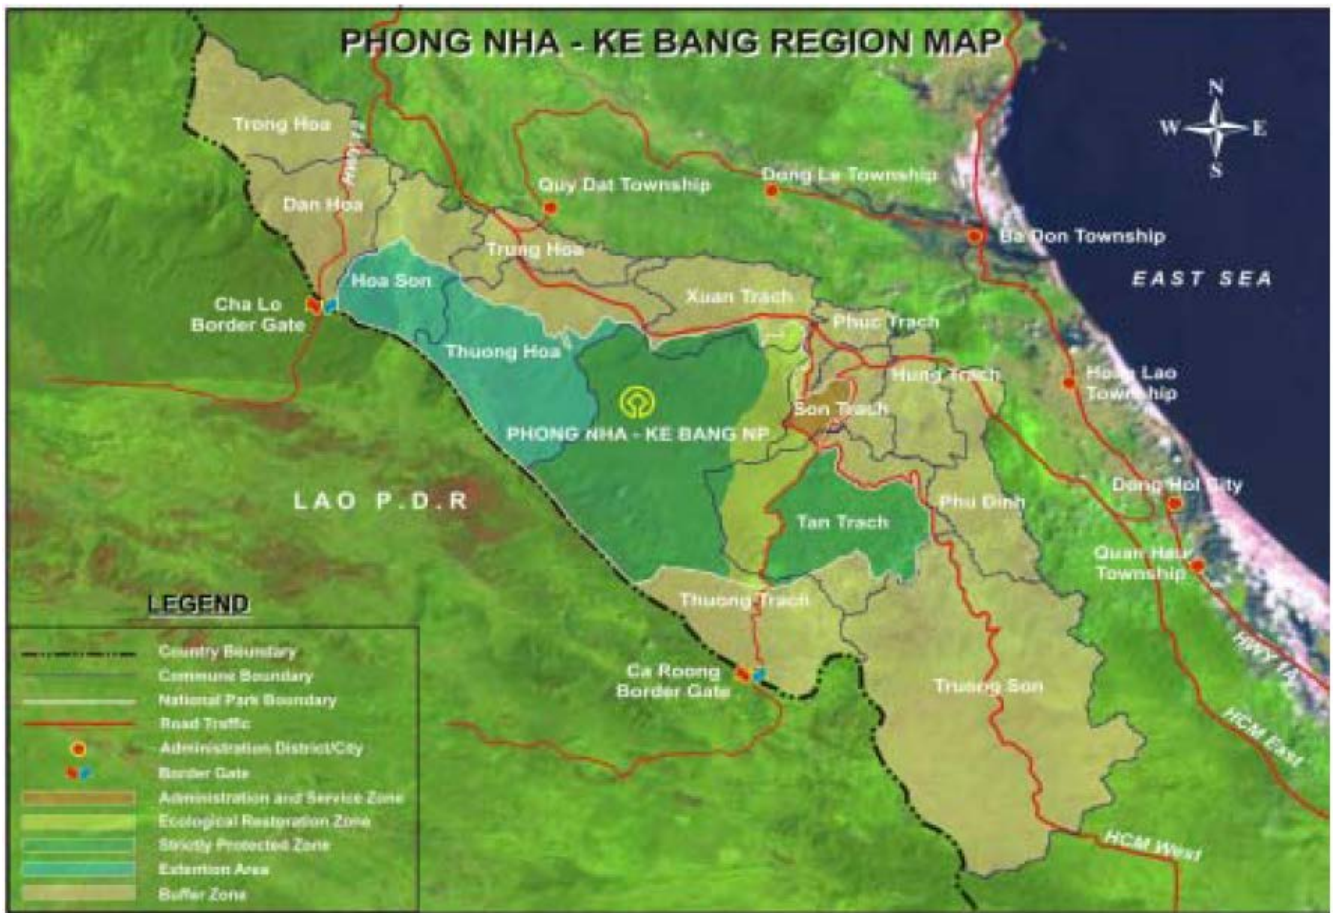 PHONG NHA - KE BANG REGION MAP
N
W E
S
Trong Hoa
Quy Dat Township
Dong Le Township
Dan Hoa
Trung Hoa
Ba Don Township
EAST SEA
Hoa Son
Xuan Trach
Cha Lo
Border Gate
Phuc Trach
Thuong Hoa
Hung Trach
Hoan Lao
Township
Son Trach
PHONG NHA - KE BANG NP
LAO P.D.R
Dong Hoi City
Phu Dinh
Tan Trach
Quan Hau
Township
Thuong Trach
Ca Roong
Border Gate
Truong Son
HWY 1A
HCM East
HCM West
LEGEND
Country Boundary
Commune Boundary
National Park Boundary
Road Traffic
Administration District/City
Border Gate
Administration and Service Zone
Ecological Restoration Zone
Strictly Protected Zone
Extention Area
Buffer Zone